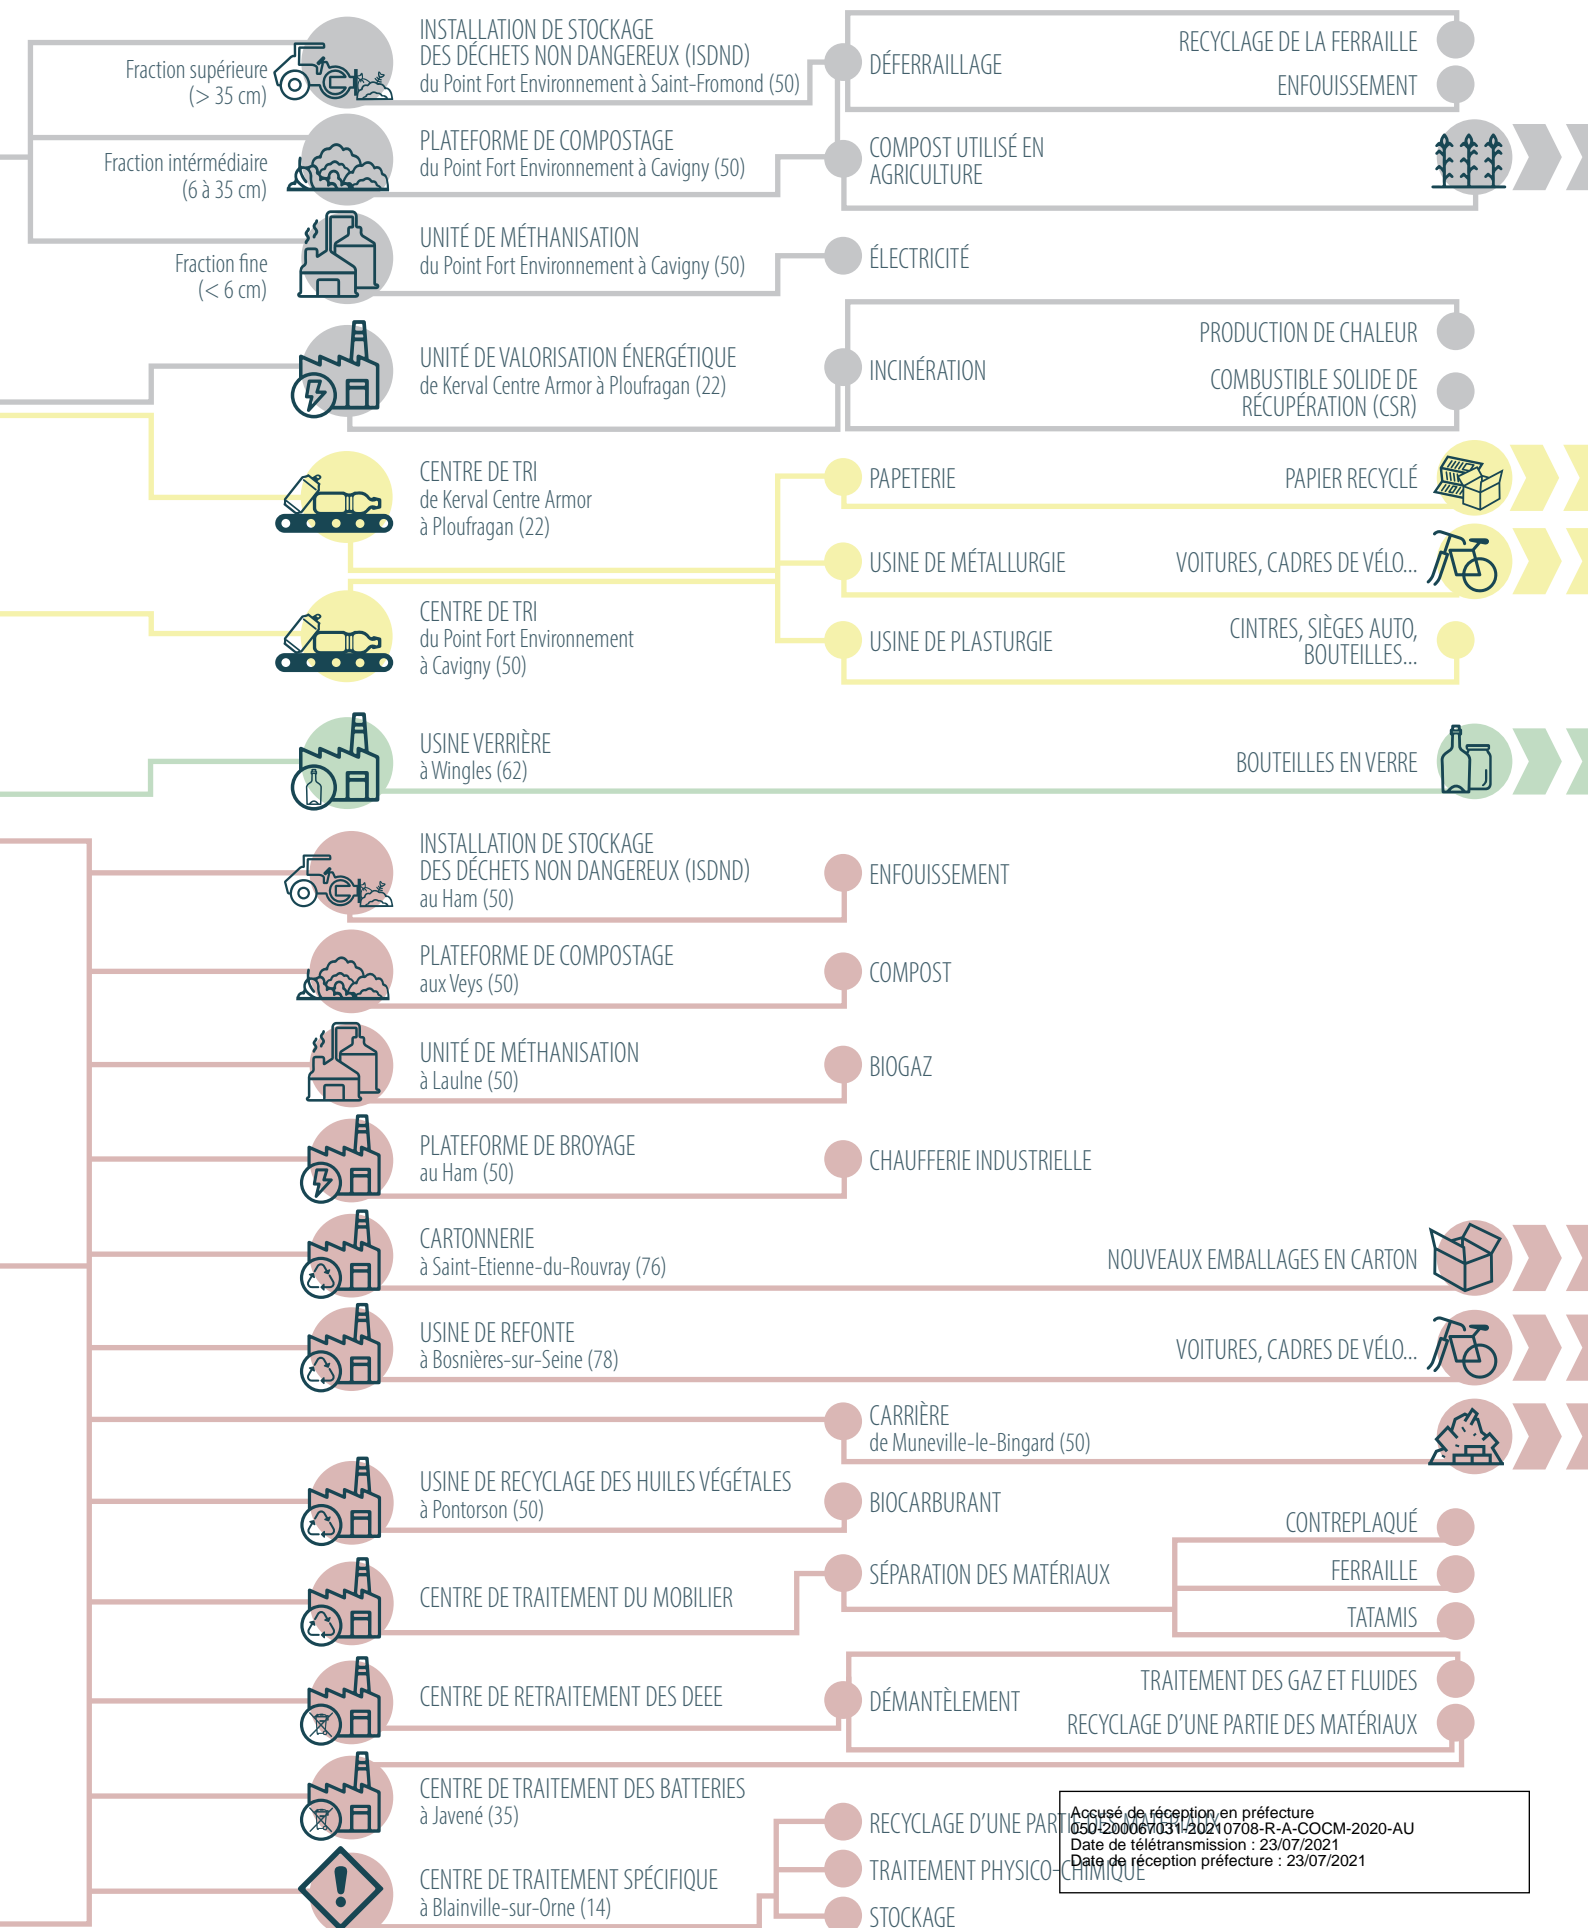 INSTALLATION DE STOCKAGE
DES DÉCHETS NON DANGEREUX (ISDND)
du Point Fort Environnement à Saint-Fromond (50)
Fraction supérieure
(> 35 cm)
DÉFERRAILLAGE
RECYCLAGE DE LA FERRAILLE
ENFOUISSEMENT
PLATEFORME DE COMPOSTAGE
du Point Fort Environnement à Cavigny (50)
Fraction intérmédiaire
(6 à 35 cm)
COMPOST UTILISÉ EN
AGRICULTURE
UNITÉ DE MÉTHANISATION
du Point Fort Environnement à Cavigny (50)
Fraction fine
(< 6 cm)
ÉLECTRICITÉ
UNITÉ DE VALORISATION ÉNERGÉTIQUE
de Kerval Centre Armor à Ploufragan (22)
INCINÉRATION
PRODUCTION DE CHALEUR
COMBUSTIBLE SOLIDE DE
RÉCUPÉRATION (CSR)
CENTRE DE TRI
de Kerval Centre Armor
à Ploufragan (22)
PAPETERIE
PAPIER RECYCLÉ
USINE DE MÉTALLURGIE
VOITURES, CADRES DE VÉLO...
CENTRE DE TRI
du Point Fort Environnement
à Cavigny (50)
USINE DE PLASTURGIE
CINTRES, SIÈGES AUTO,
BOUTEILLES...
USINE VERRIÈRE
à Wingles (62)
BOUTEILLES EN VERRE
INSTALLATION DE STOCKAGE
DES DÉCHETS NON DANGEREUX (ISDND)
au Ham (50)
ENFOUISSEMENT
PLATEFORME DE COMPOSTAGE
aux Veys (50)
COMPOST
UNITÉ DE MÉTHANISATION
à Laulne (50)
BIOGAZ
PLATEFORME DE BROYAGE
au Ham (50)
CHAUFFERIE INDUSTRIELLE
CARTONNERIE
à Saint-Etienne-du-Rouvray (76)
NOUVEAUX EMBALLAGES EN CARTON
USINE DE REFONTE
à Bosnières-sur-Seine (78)
VOITURES, CADRES DE VÉLO...
CARRIÈRE
de Muneville-le-Bingard (50)
USINE DE RECYCLAGE DES HUILES VÉGÉTALES
à Pontorson (50)
BIOCARBURANT
CENTRE DE TRAITEMENT DU MOBILIER
SÉPARATION DES MATÉRIAUX
CONTREPLAQUÉ
FERRAILLE
TATAMIS
CENTRE DE RETRAITEMENT DES DEEE
DÉMANTÈLEMENT
TRAITEMENT DES GAZ ET FLUIDES
RECYCLAGE D'UNE PARTIE DES MATÉRIAUX
CENTRE DE TRAITEMENT DES BATTERIES
à Javené (35)
CENTRE DE TRAITEMENT SPÉCIFIQUE
à Blainville-sur-Orne (14)
RECYCLAGE D'UNE PARTIE DES MATÉRIAUX
TRAITEMENT PHYSICO-CHIMIQUE
STOCKAGE
Accusé de réception en préfecture
050-200067031-20210708-R-A-COCM-2020-AU
Date de télétransmission : 23/07/2021
Date de réception préfecture : 23/07/2021